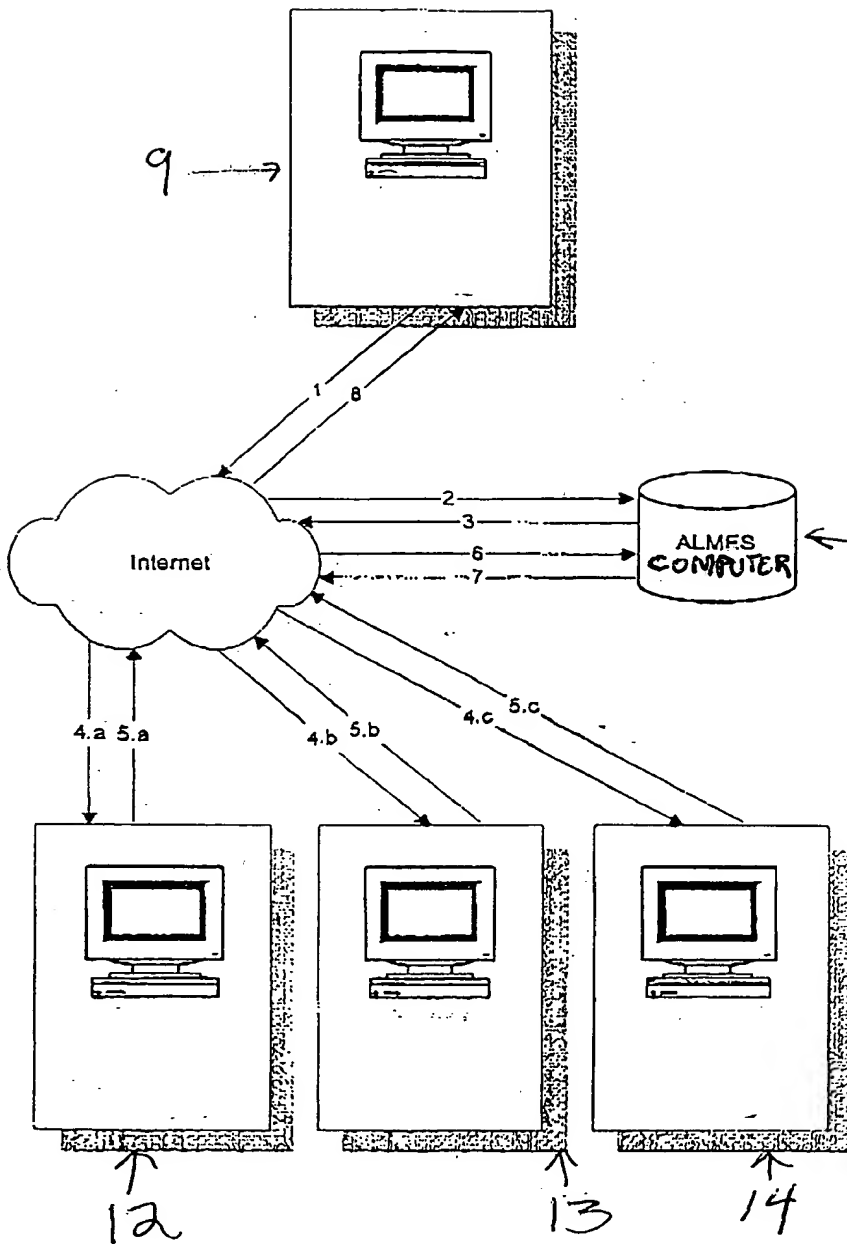 9
1
8
2
3
6
7
Internet
ALMES
COMPUTER
4.a
5.a
4.b
5.b
4.c
5.c
12
13
14